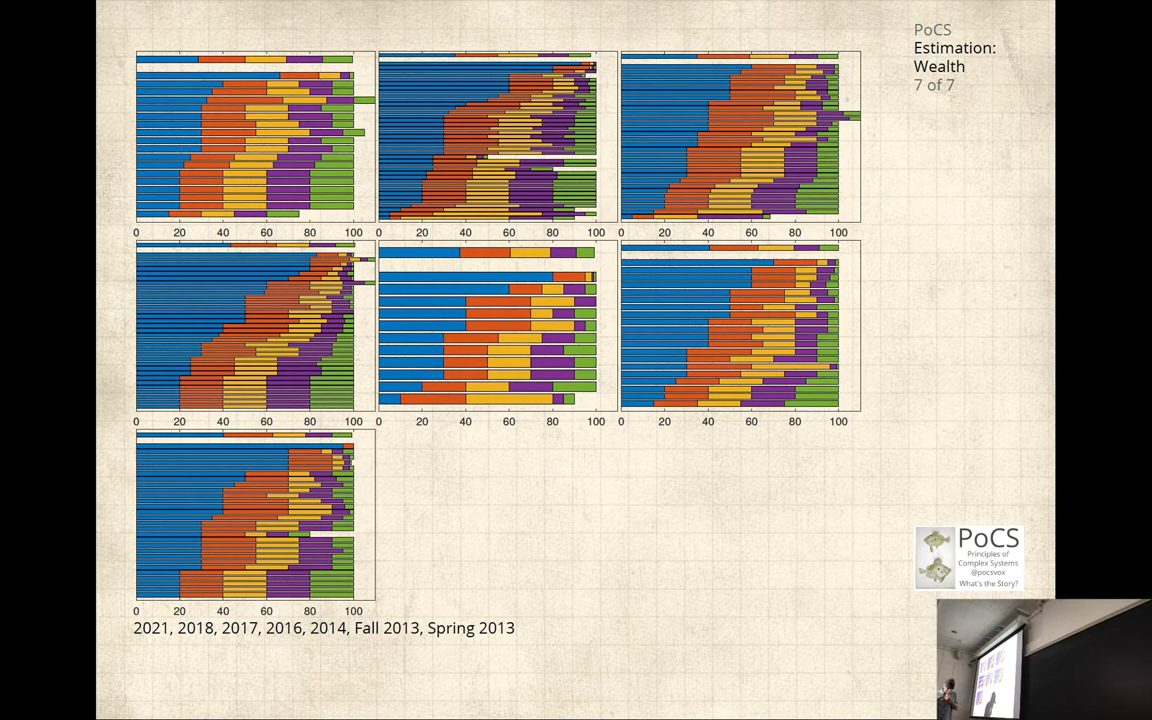 PoCS
Estimation:
Wealth
7 of 7
0 20 40 60 80 100
0 20 40 60 80 100
0 20 40 60 80 100
0 20 40 60 80 100
0 20 40 60 80 100
0 20 40 60 80 100
0 20 40 60 80 100
2021, 2018, 2017, 2016, 2014, Fall 2013, Spring 2013
PoCS
Principles of
Complex Systems
@pocsvox
What's the Story?